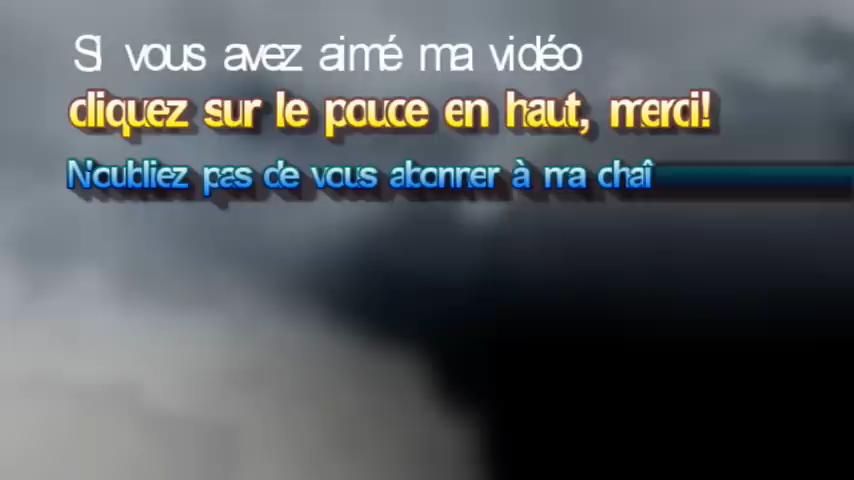 Si vous avez aimé ma vidéo
cliquez sur le pouce en haut, merci!
N'oubliez pas de vous abonner à ma chaî